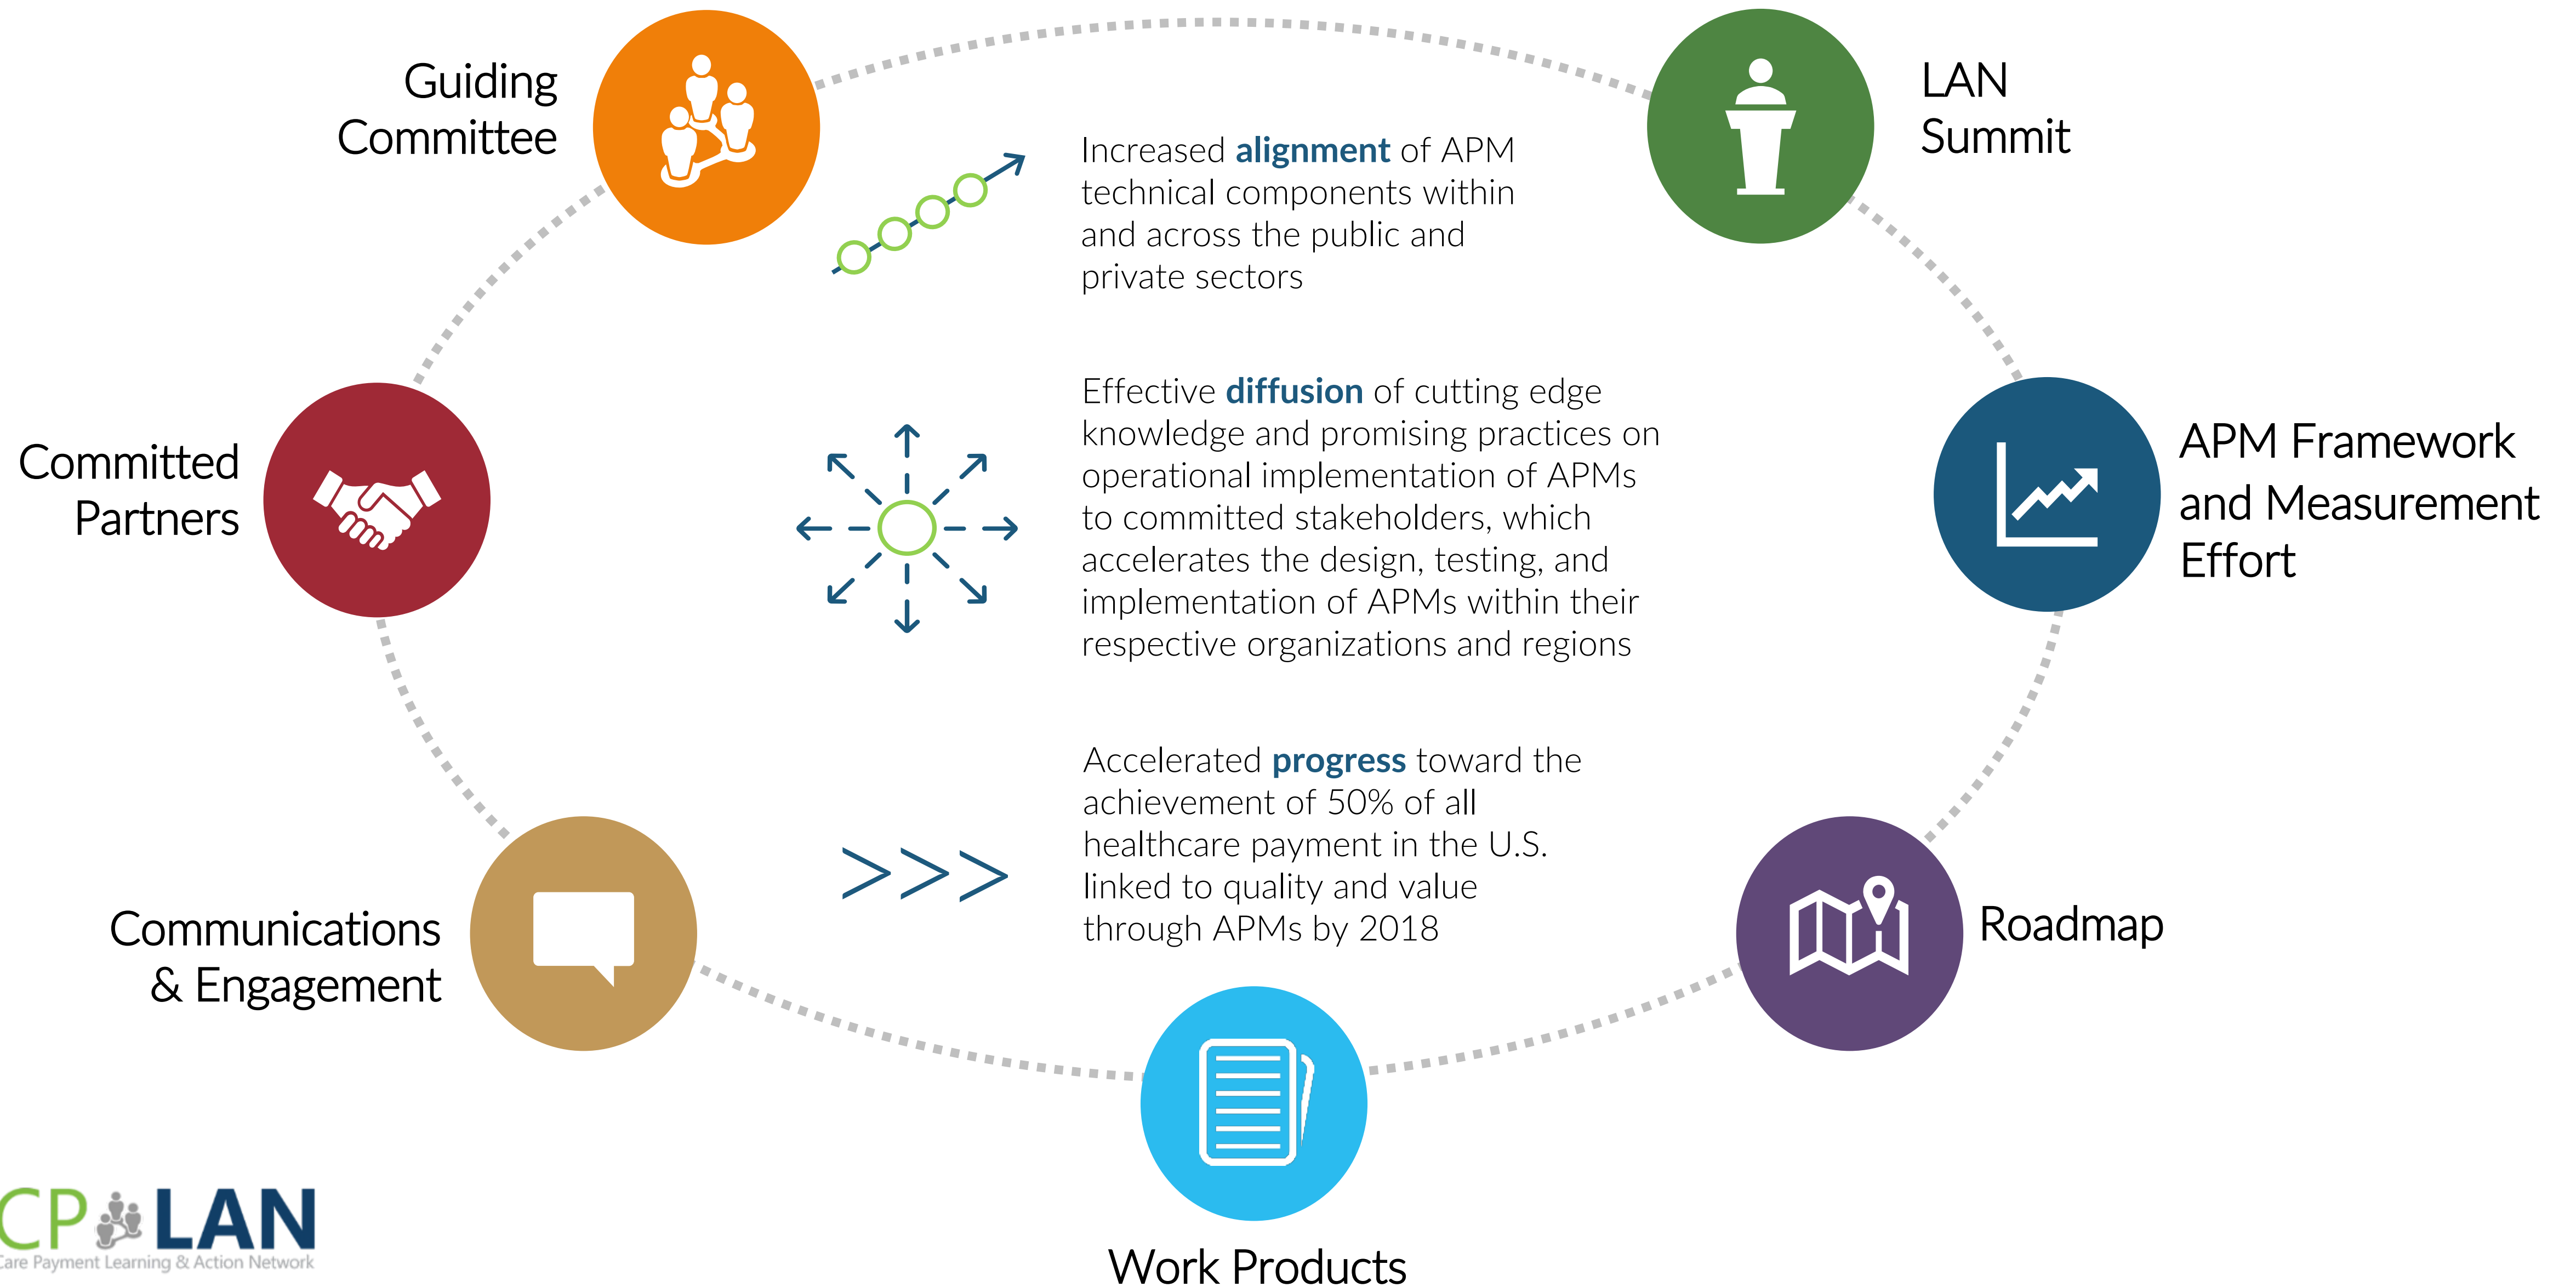 Guiding
Committee
LAN
Summit
Increased alignment of APM
technical components within
and across the public and
private sectors
Effective diffusion of cutting edge
knowledge and promising practices on
operational implementation of APMs
to committed stakeholders, which
accelerates the design, testing, and
implementation of APMs within their
respective organizations and regions
Committed
Partners
APM Framework
and Measurement
Effort
Accelerated progress toward the
achievement of 50% of all
healthcare payment in the U.S.
linked to quality and value
through APMs by 2018
>>>
Communications
& Engagement
Roadmap
Work Products
CP LAN
Care Payment Learning & Action Network